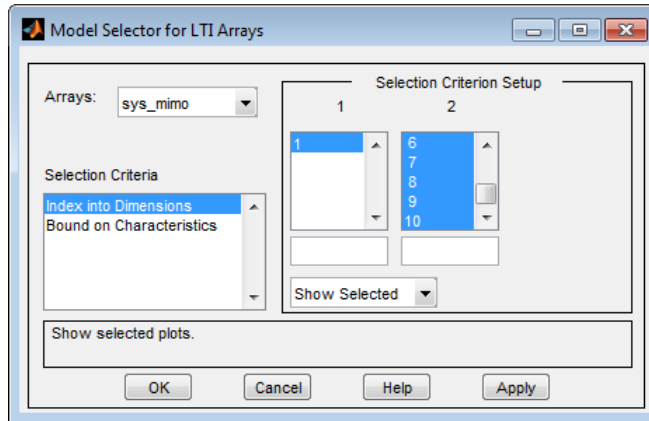 Model Selector for LTI Arrays
Arrays:
sys_mimo
Selection Criteria
Index into Dimensions
Bound on Characteristics
Selection Criterion Setup
1 2
1
6
7
8
9
10
Show Selected
Show selected plots.
OK Cancel Help Apply